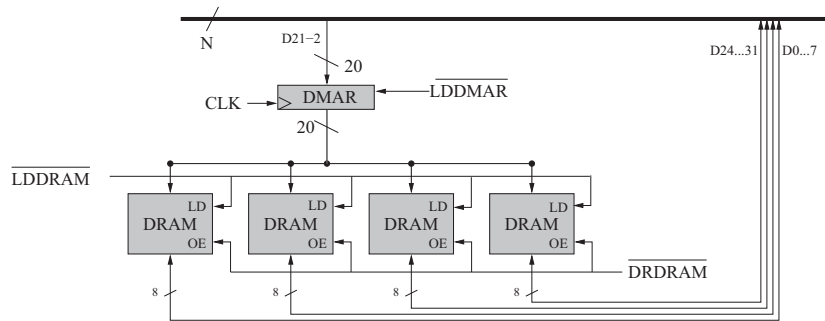 N
D21−2
20
D24...31
D0...7
CLK
DMAR
LDDMAR
20
LDDRAM
LD
DRAM
OE
LD
DRAM
OE
LD
DRAM
OE
LD
DRAM
OE
DRDRAM
8
8
8
8